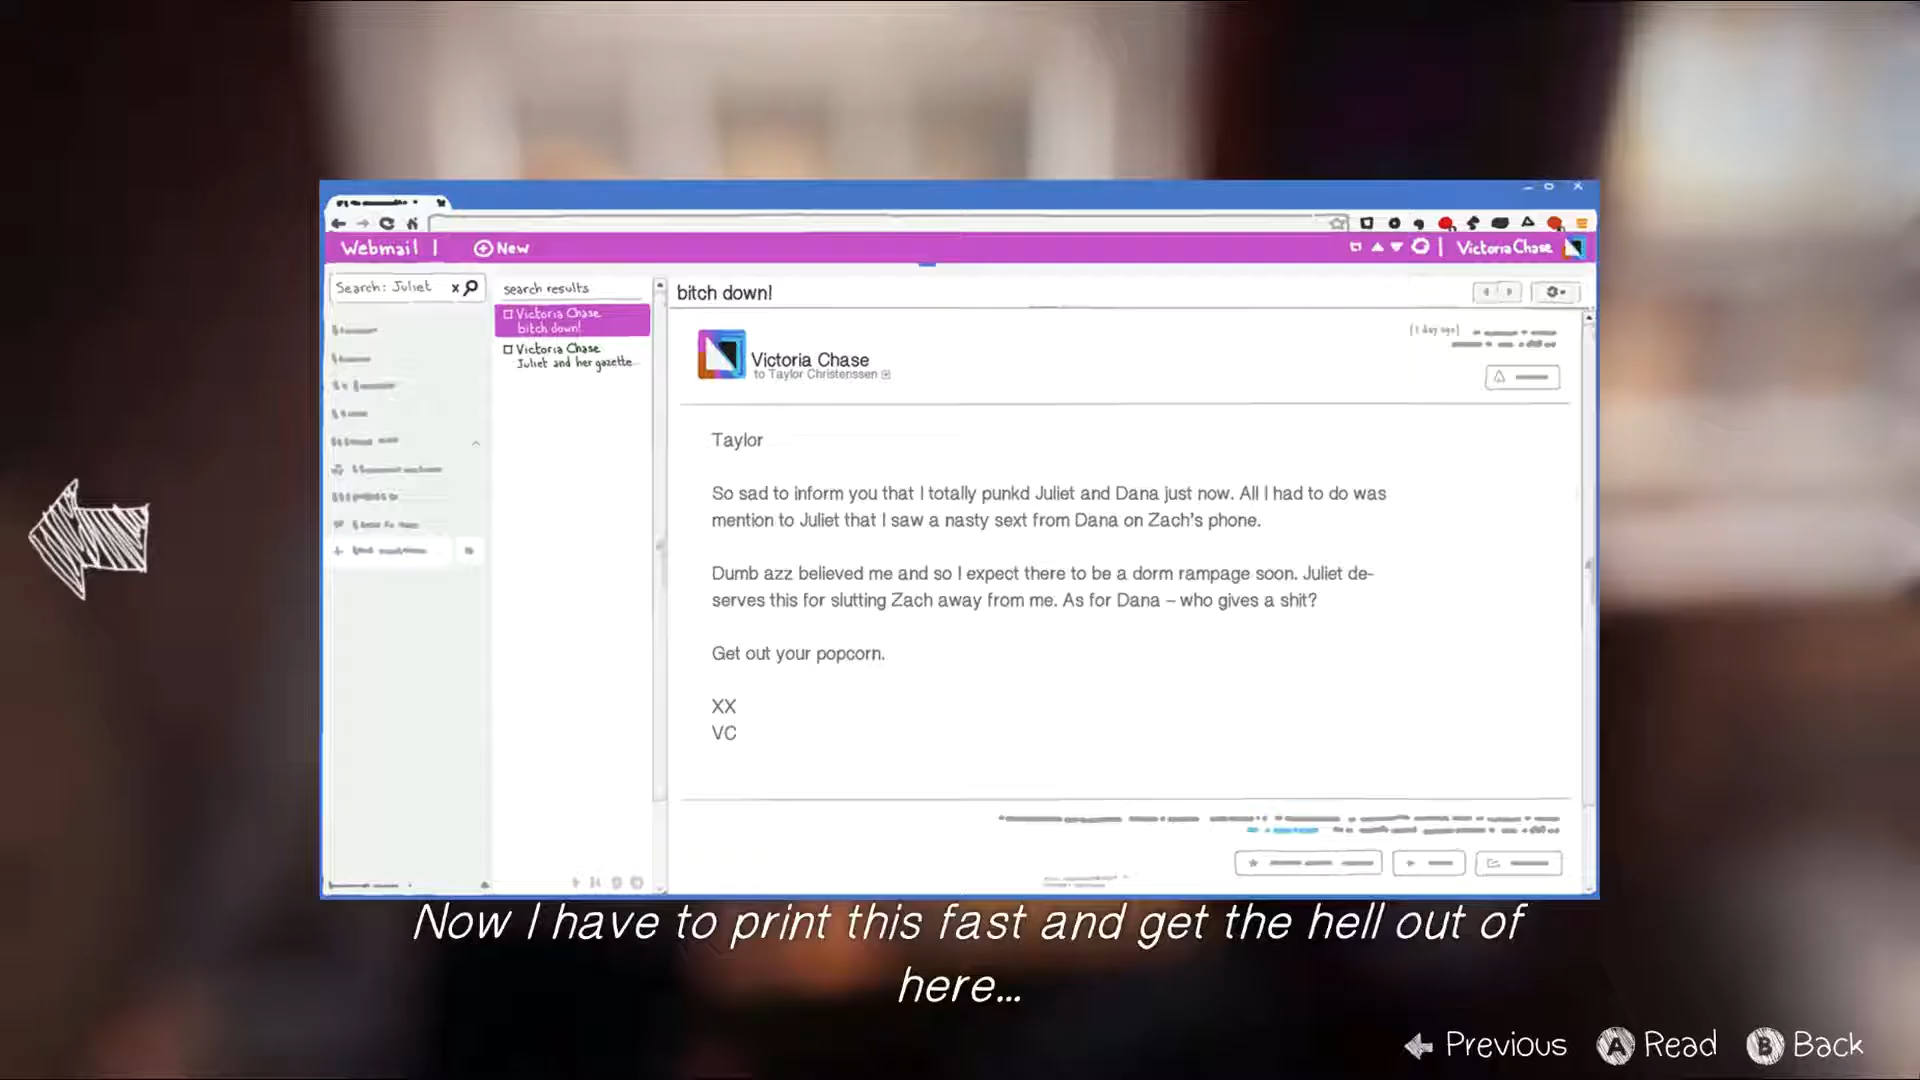 Webmail |
New
Victoria Chase
Search: Juliet x
search results
Victoria Chase
bitch down!
Victoria Chase
Juliet and her gazette...
bitch down!
(1 day ago)
Victoria Chase
to Taylor Christenssen
Taylor
So sad to inform you that I totally punkd Juliet and Dana just now. All I had to do was
mention to Juliet that I saw a nasty sext from Dana on Zach's phone.
Dumb azz believed me and so I expect there to be a dorm rampage soon. Juliet de-
serves this for slutting Zach away from me. As for Dana – who gives a shit?
Get out your popcorn.
XX
VC
Now I have to print this fast and get the hell out of
here...
Previous
A Read
B Back